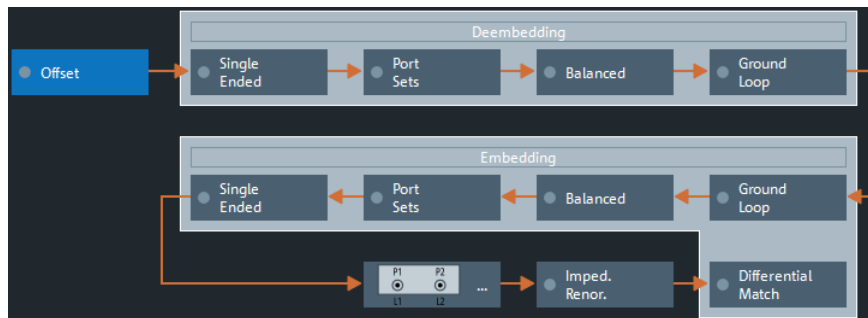 Deembedding
Offset
Single
Ended
Port
Sets
Balanced
Ground
Loop
Embedding
Single
Ended
Port
Sets
Balanced
Ground
Loop
P1 P2
L1 L2
...
Imped.
Renor.
Differential
Match